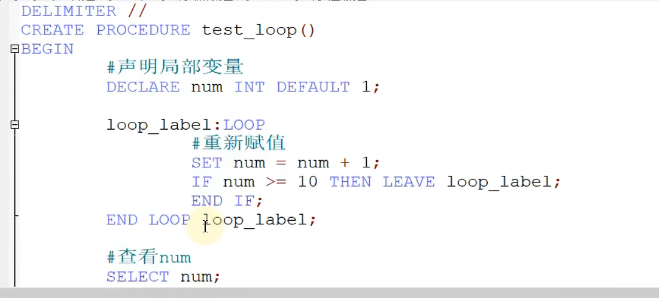 DELIMITER //
CREATE PROCEDURE test_loop()
BEGIN
#声明局部变量
DECLARE num INT DEFAULT 1;
loop_label:LOOP
#重新赋值
SET num = num + 1;
IF num >= 10 THEN LEAVE loop_label;
END IF;
END LOOP loop_label;
#查看num
SELECT num;